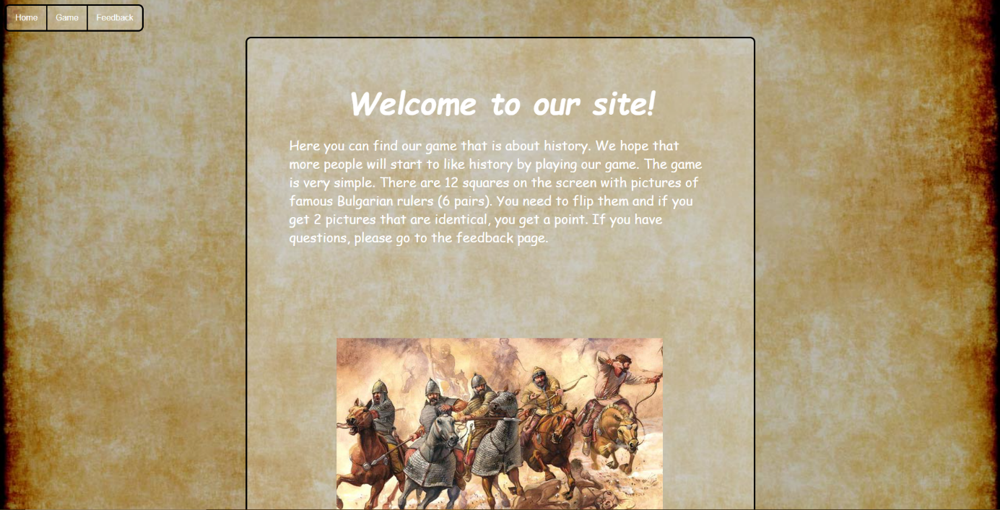 Home Game Feedback
Welcome to our site!
Here you can find our game that is about history. We hope that
more people will start to like history by playing our game. The game
is very simple. There are 12 squares on the screen with pictures of
famous Bulgarian rulers (6 pairs). You need to flip them and if you
get 2 pictures that are identical, you get a point. If you have
questions, please go to the feedback page.